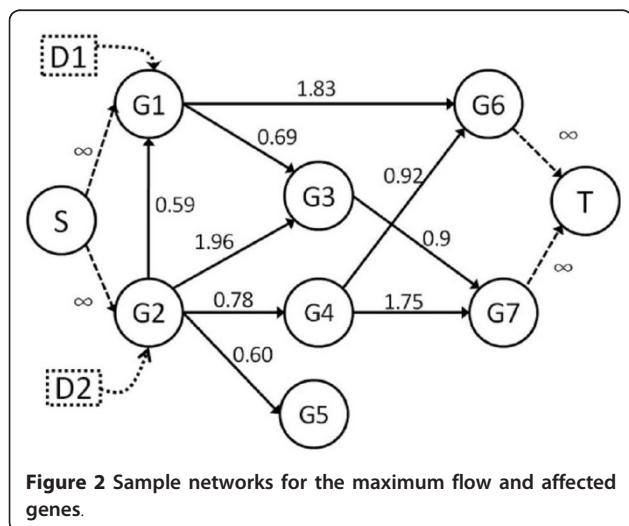 D1
G1
1.83
G6
∞
0.69
∞
0.92
G3
T
S
0.59
1.96
0.9
∞
∞
G2
0.78
G4
1.75
G7
0.60
D2
G5
Figure 2 Sample networks for the maximum flow and affected
genes.